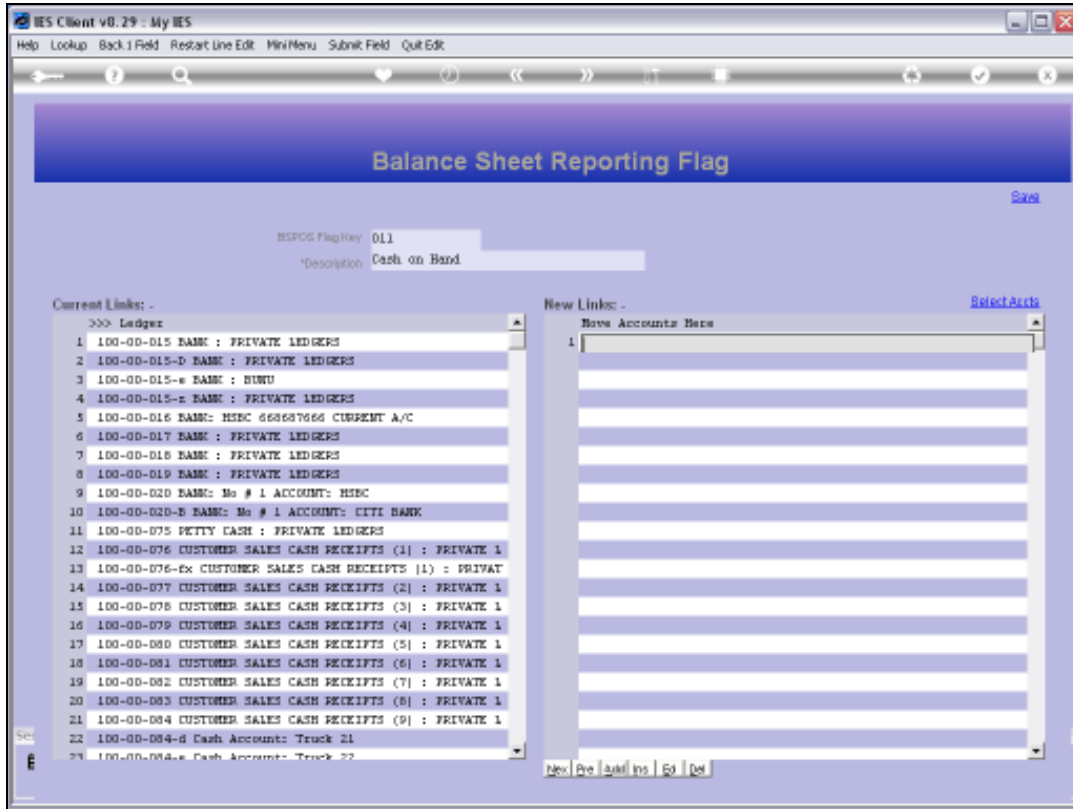 IES Client v8.29 : My IES
Help Lookup Back 1 Field Restart Line Edit Mini Menu Submit Field Quit Edit
Balance Sheet Reporting Flag
Save
BSPOS Flag Key 011
*Description Cash on Hand
Current Links: -
New Links: -
Select Accts
>>> Ledger
Move Accounts Here
1 100-00-015 BANK : PRIVATE LEDGERS
1
2 100-00-015-D BANK : PRIVATE LEDGERS
3 100-00-015-e BANK : BUNU
4 100-00-015-z BANK : PRIVATE LEDGERS
5 100-00-016 BANK: HSBC 668687666 CURRENT A/C
6 100-00-017 BANK : PRIVATE LEDGERS
7 100-00-018 BANK : PRIVATE LEDGERS
8 100-00-019 BANK : PRIVATE LEDGERS
9 100-00-020 BANK: No # 1 ACCOUNT: HSBC
10 100-00-020-B BANK: No # 1 ACCOUNT: CITI BANK
11 100-00-075 PETTY CASH : PRIVATE LEDGERS
12 100-00-076 CUSTOMER SALES CASH RECEIPTS (1) : PRIVATE L
13 100-00-076-fx CUSTOMER SALES CASH RECEIPTS (1) : PRIVAT
14 100-00-077 CUSTOMER SALES CASH RECEIPTS (2) : PRIVATE L
15 100-00-078 CUSTOMER SALES CASH RECEIPTS (3) : PRIVATE L
16 100-00-079 CUSTOMER SALES CASH RECEIPTS (4) : PRIVATE L
17 100-00-080 CUSTOMER SALES CASH RECEIPTS (5) : PRIVATE L
18 100-00-081 CUSTOMER SALES CASH RECEIPTS (6) : PRIVATE L
19 100-00-082 CUSTOMER SALES CASH RECEIPTS (7) : PRIVATE L
20 100-00-083 CUSTOMER SALES CASH RECEIPTS (8) : PRIVATE L
21 100-00-084 CUSTOMER SALES CASH RECEIPTS (9) : PRIVATE L
22 100-00-084-d Cash Account: Truck 21
23 100-00-084-e Cash Account: Truck 22
Nex Pre Add Ins Ed Del